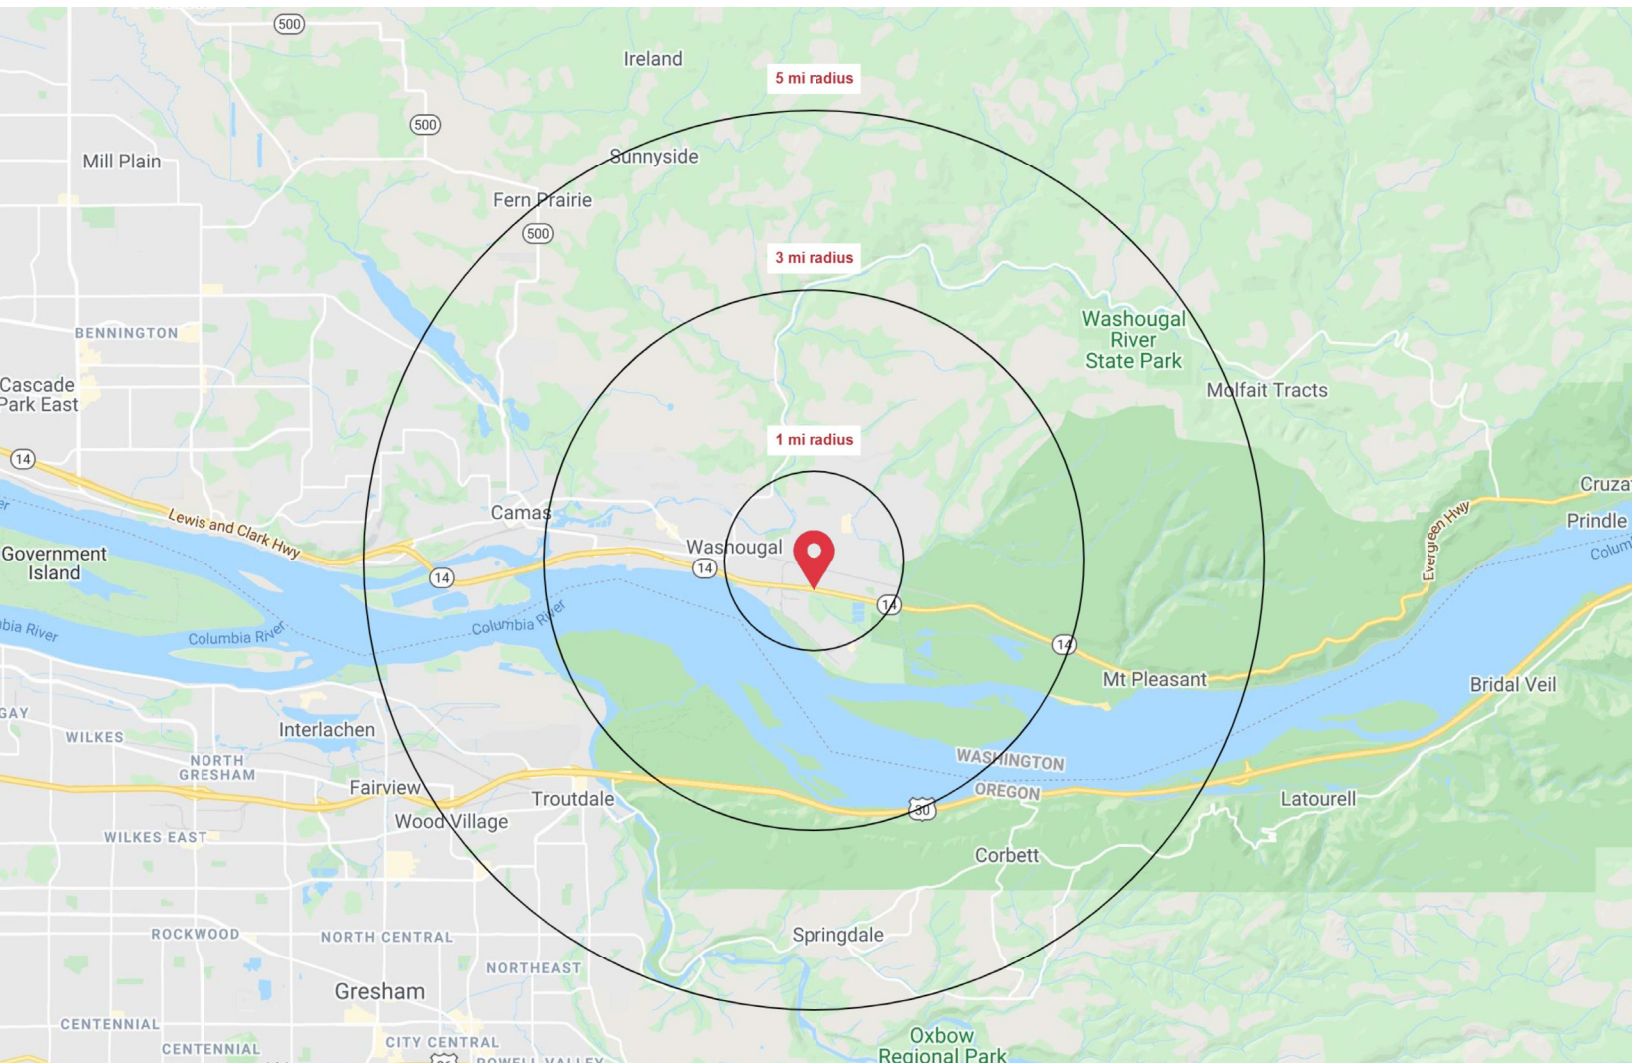 500
Ireland
5 mi radius
500
Mill Plain
Sunnyside
Fern Prairie
500
3 mi radius
BENNINGTON
Washougal
River
State Park
Cascade
Park East
Molfait Tracts
1 mi radius
14
Camas
Lewis and Clark Hwy
Evergreen Hwy
Prindle
Government
Island
Washougal
14
14
14
Columbia River
Columbia River
14
Mt Pleasant
Bridal Veil
Interlachen
WILKES
NORTH
GRESHAM
WASHINGTON
OREGON
Fairview
Troutdale
30
Latourell
Wood Village
WILKES EAST
Corbett
ROCKWOOD
NORTH CENTRAL
Springdale
NORTHEAST
Gresham
CENTENNIAL
CITY CENTRAL
CENTENNIAL
Oxbow
Regional Park